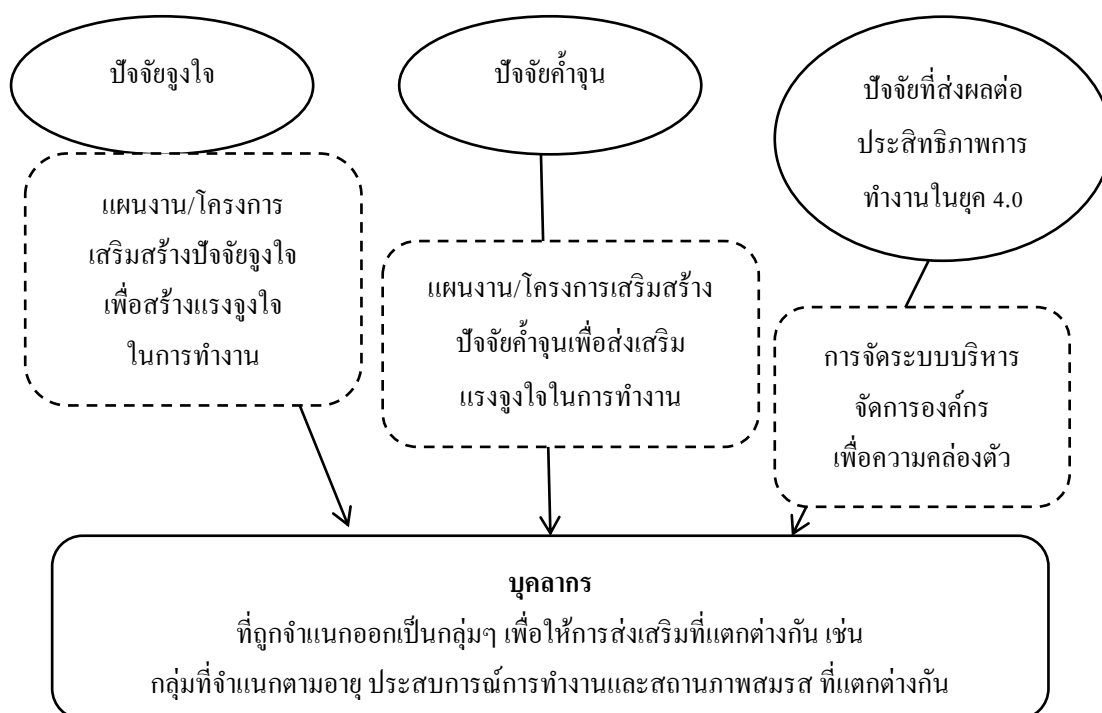 ปัจจัยจูงใจ
ปัจจัยค้ำจุน
ปัจจัยที่ส่งผลต่อ
ประสิทธิภาพการ
ทำงานในยุค 4.0
แผนงาน/โครงการ
เสริมสร้างปัจจัยจูงใจ
เพื่อสร้างแรงจูงใจ
ในการทำงาน
แผนงาน/โครงการเสริมสร้าง
ปัจจัยค้ำจุนเพื่อส่งเสริม
แรงจูงใจในการทำงาน
การจัดระบบบริหาร
จัดการองค์กร
เพื่อความคล่องตัว
บุคลากร
ที่ถูกจำแนกออกเป็นกลุ่มๆ เพื่อให้การส่งเสริมที่แตกต่างกัน เช่น
กลุ่มที่จำแนกตามอายุ ประสบการณ์การทำงานและสถานภาพสมรส ที่แตกต่างกัน